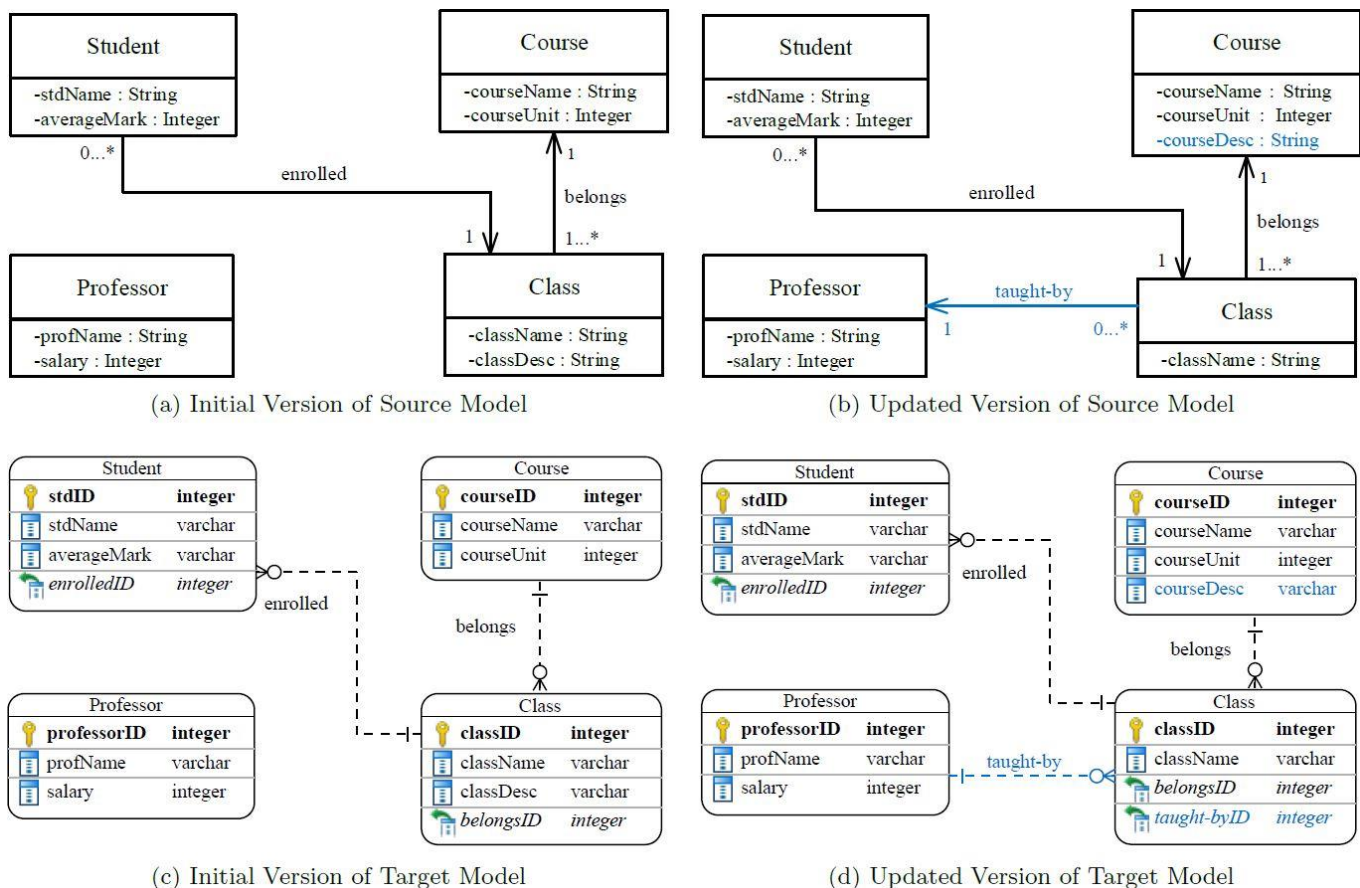 Student
-stdName : String
-averageMark : Integer
0...*
enrolled
1
Course
-courseName : String
-courseUnit : Integer
1
belongs
1...*
Professor
-profName : String
-salary : Integer
Class
-className : String
-classDesc : String
(a) Initial Version of Source Model
Student
-stdName : String
-averageMark : Integer
0...*
enrolled
1
Course
-courseName : String
-courseUnit : Integer
-courseDesc : String
1
belongs
1...*
Professor
-profName : String
-salary : Integer
taught-by
1
0...*
Class
-className : String
(b) Updated Version of Source Model
Student
stdID integer
stdName varchar
averageMark varchar
enrolledID integer
enrolled
Course
courseID integer
courseName varchar
courseUnit integer
belongs
Professor
professorID integer
profName varchar
salary integer
Class
classID integer
className varchar
classDesc varchar
belongsID integer
(c) Initial Version of Target Model
Student
stdID integer
stdName varchar
averageMark varchar
enrolledID integer
enrolled
Course
courseID integer
courseName varchar
courseUnit integer
courseDesc varchar
belongs
Professor
professorID integer
profName varchar
salary integer
taught-by
Class
classID integer
className varchar
belongsID integer
taught-byID integer
(d) Updated Version of Target Model